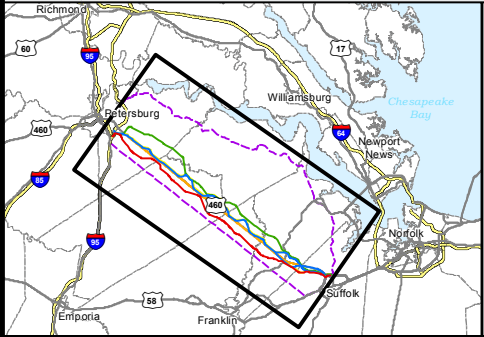 Richmond
60
95
17
Williamsburg
Chesapeake
Bay
Petersburg
460
64
Newport
News
85
460
95
Norfolk
Suffolk
58
Emporia
Franklin